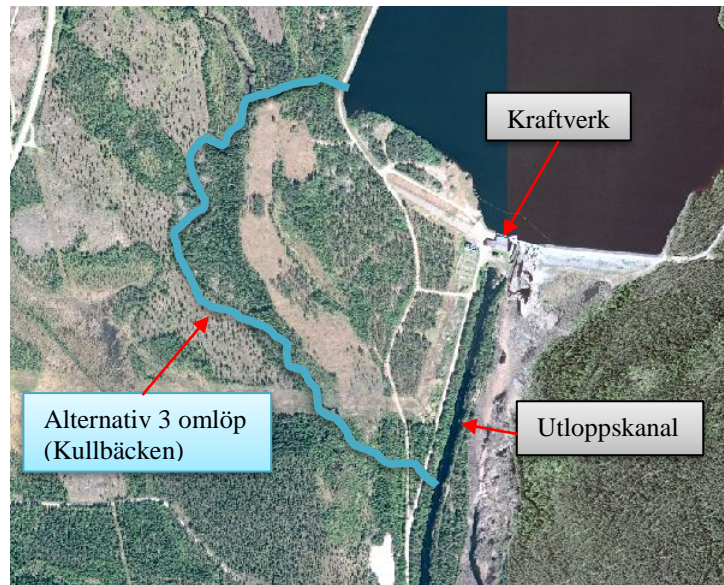 Kraftverk
Alternativ 3 omlöp
(Kullbäcken)
Utloppskanal